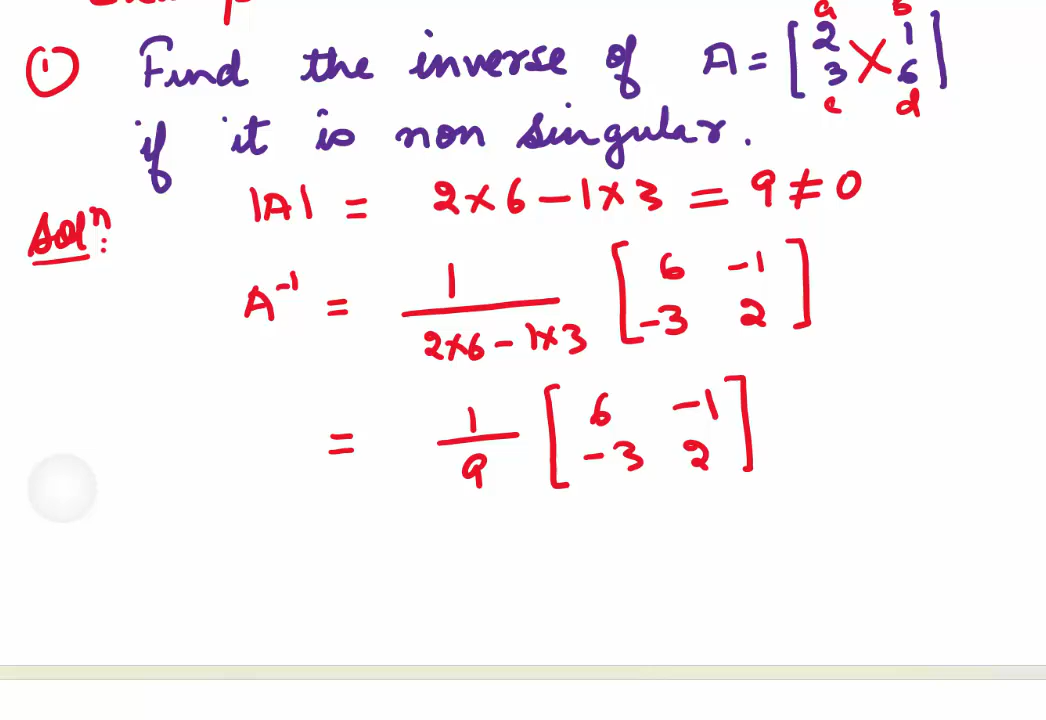 ① Find the inverse of A = [2 1
3 6]
a b
c d
if it is non singular.
Solⁿ: |A| = 2×6 – 1×3 = 9 ≠ 0
A⁻¹ = 1/(2×6 – 1×3) [6 -1
-3 2]
= 1/9 [6 -1
-3 2]